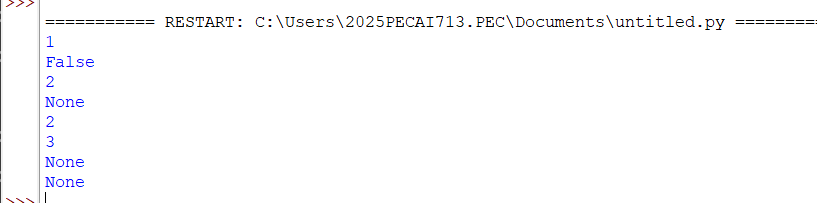 >>>
=========== RESTART: C:\Users\2025PECAI713.PEC\Documents\untitled.py =========
1
False
2
None
2
3
None
None
>>>